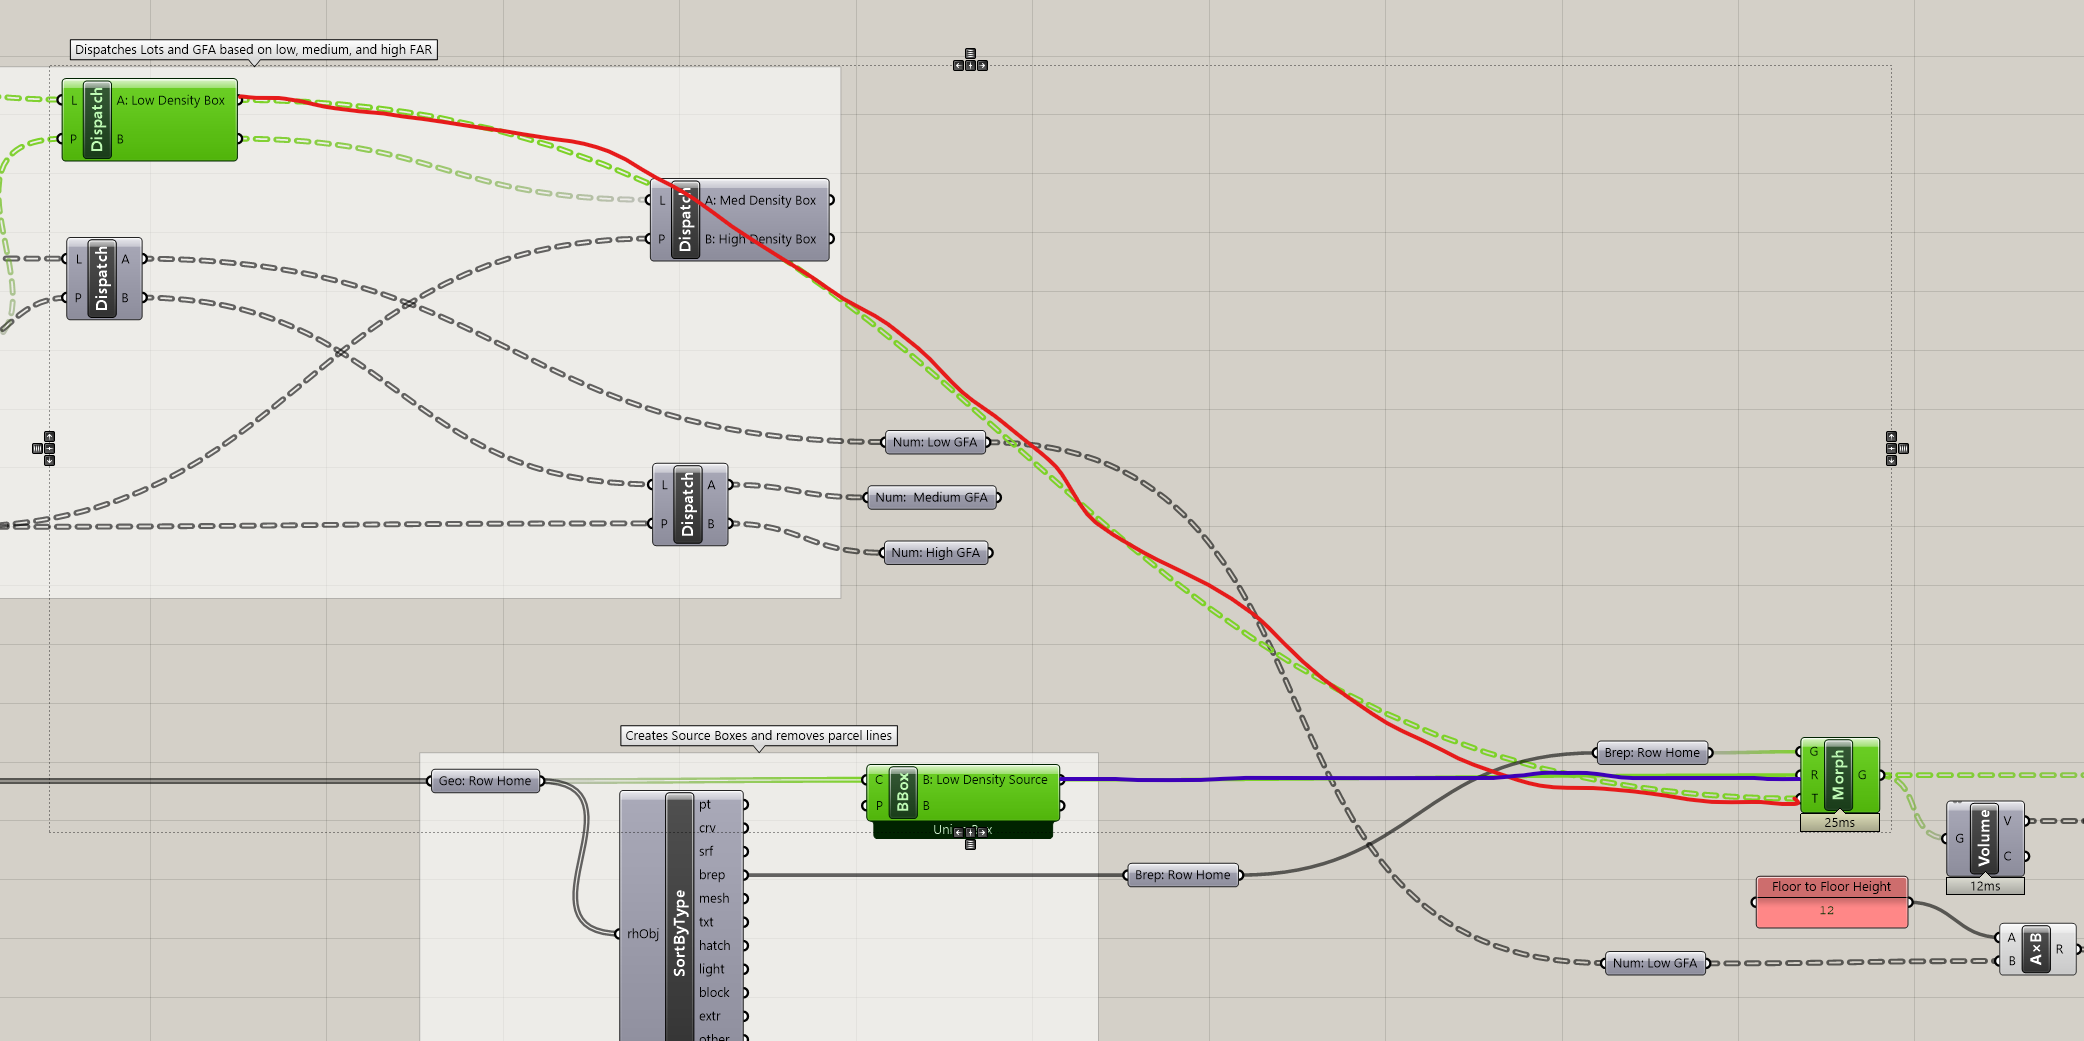 Dispatches Lots and GFA based on low, medium, and high FAR
L
P
Dispatch
A: Low Density Box
B
L
P
Dispatch
A: Med Density Box
B: High Density Box
L
P
Dispatch
A
B
Num: Low GFA
L
P
Dispatch
A
B
Num: Medium GFA
Num: High GFA
Creates Source Boxes and removes parcel lines
Geo: Row Home
C
P
BBox
B: Low Density Source
B
Brep: Row Home
G
R
T
Morph
G
25ms
rhObj
SortByType
pt
crv
srf
brep
mesh
txt
hatch
light
block
extr
other
Brep: Row Home
G
Volume
V
C
12ms
Floor to Floor Height
12
Num: Low GFA
A
B
A×B
R